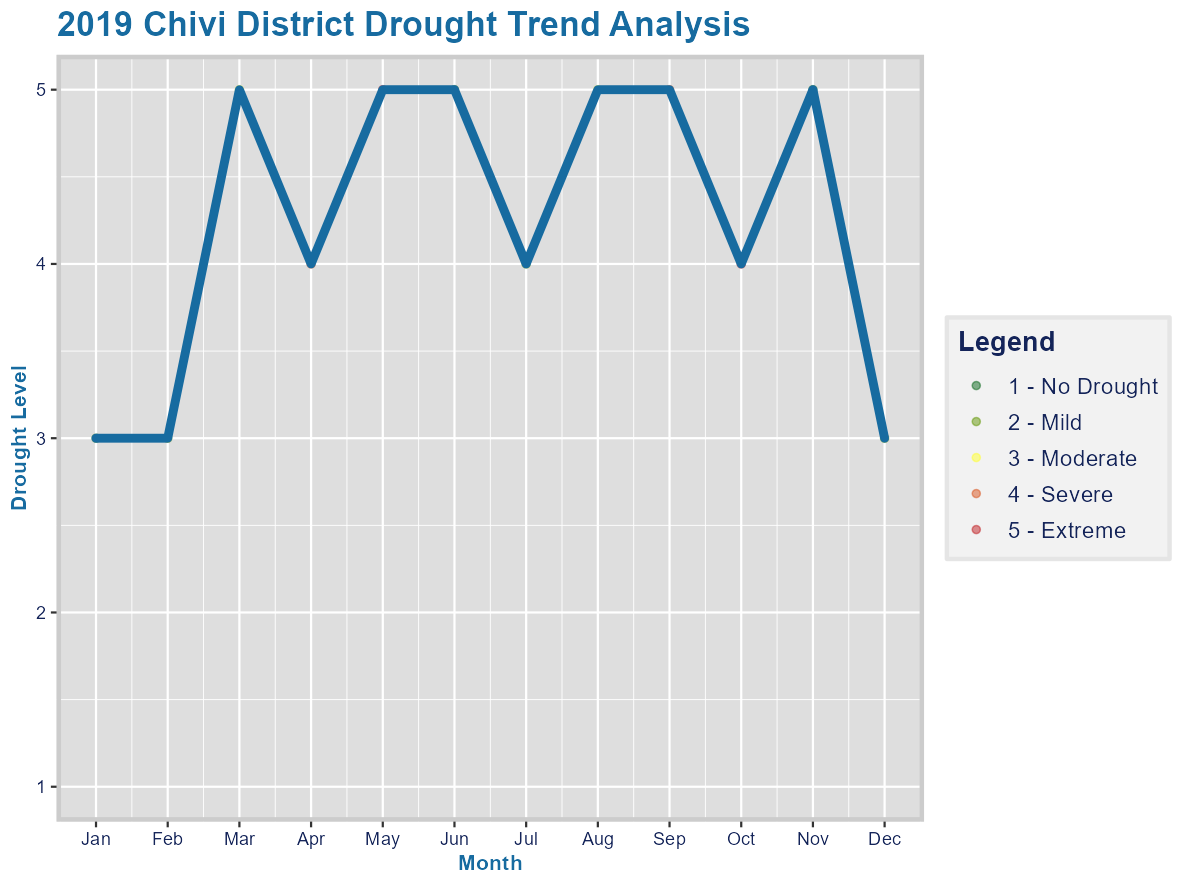 2019 Chivi District Drought Trend Analysis
Drought Level
5
4
3
2
1
Jan Feb Mar Apr May Jun Jul Aug Sep Oct Nov Dec
Month
Legend
1 - No Drought
2 - Mild
3 - Moderate
4 - Severe
5 - Extreme